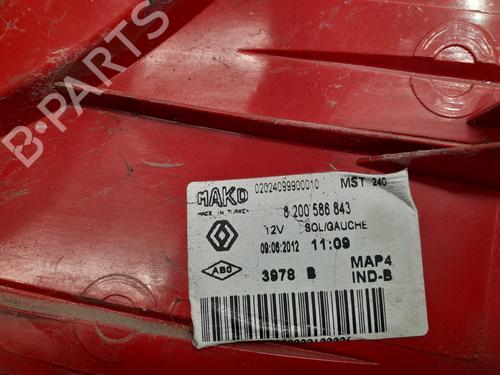 B-PARTS
MAKO
02024099900010
MST 240
MADE IN TURKEY
8 200 586 843
12V
SOL/GAUCHE
09.06.2012
11:09
3978 B
MAP4
IND-B